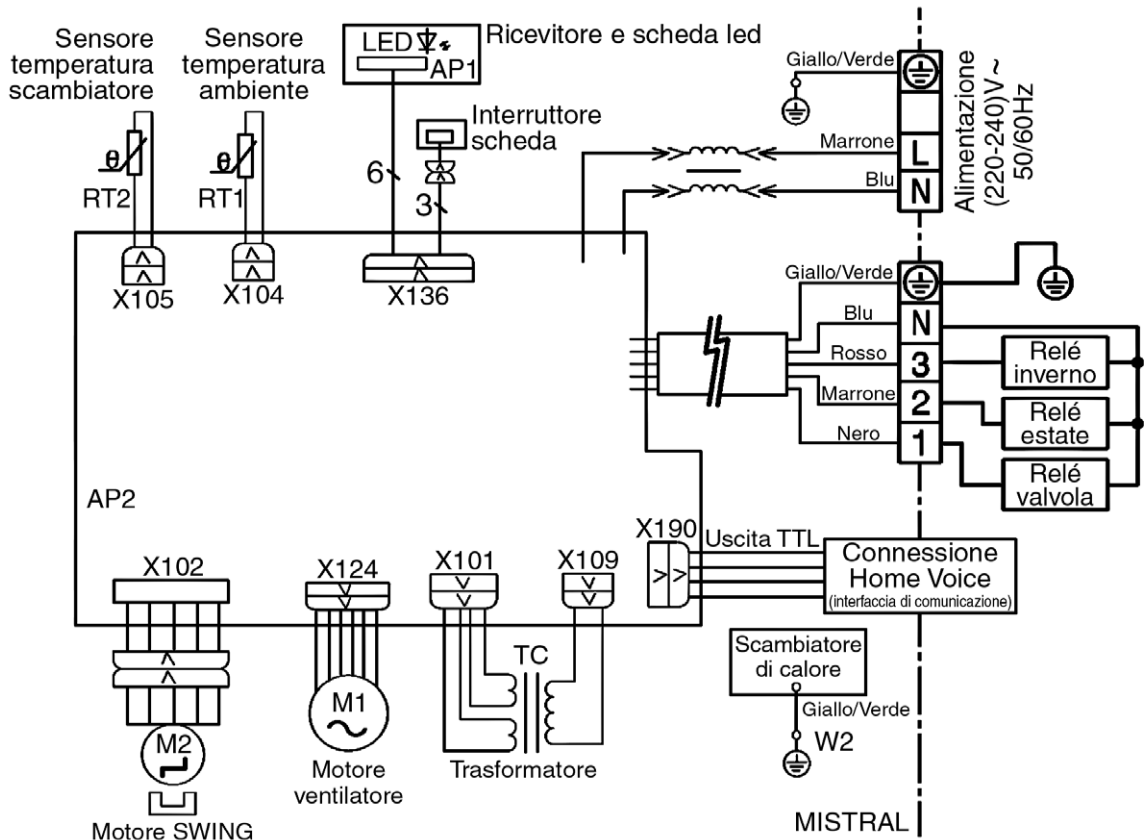 Sensore
temperatura
scambiatore
Sensore
temperatura
ambiente
LED
AP1
Ricevitore e scheda led
Interruttore
scheda
Giallo/Verde
Marrone
L
Blu
N
Alimentazione
(220-240)V~
50/60Hz
θ
RT2
θ
RT1
6
3
X105
X104
X136
Giallo/Verde
Blu
N
Rosso
3
Relé
inverno
Marrone
2
Relé
estate
Nero
1
Relé
valvola
AP2
X102
X124
X101
X109
X190
Uscita TTL
Connessione
Home Voice
(interfaccia di comunicazione)
Scambiatore
di calore
Giallo/Verde
W2
TC
M1
M2
Motore
ventilatore
Trasformatore
Motore SWING
MISTRAL